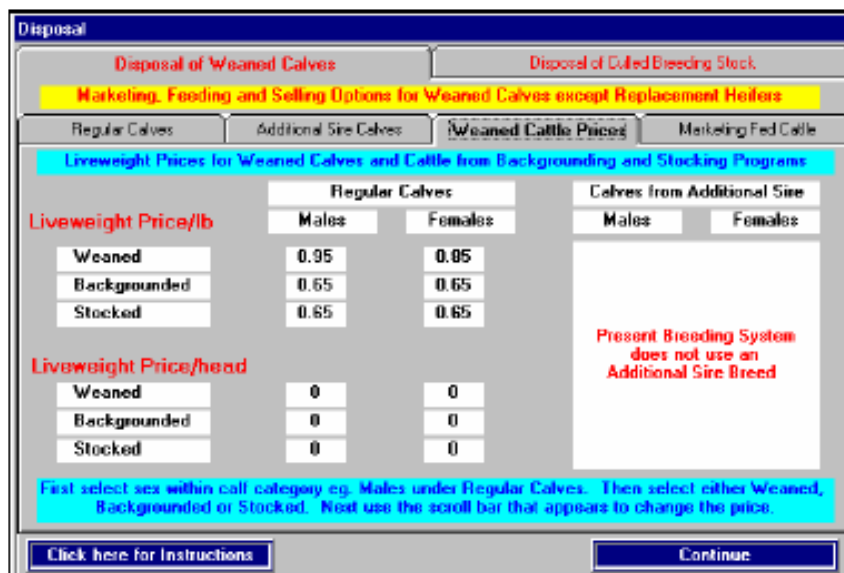 Disposal
Disposal of Weaned Calves Disposal of Culled Breeding Stock
Marketing, Feeding and Selling Options for Weaned Calves except Replacement Heifers
Regular Calves Additional Sire Calves Weaned Cattle Prices Marketing Fed Cattle
Liveweight Prices for Weaned Calves and Cattle from Backgrounding and Stocking Programs
Regular Calves Calves from Additional Sire
Liveweight Price/lb Males Females Males Females
Weaned 0.95 0.85
Backgrounded 0.65 0.65
Stocked 0.65 0.65
Present Breeding System
does not use an
Additional Sire Breed
Liveweight Price/head
Weaned 0 0
Backgrounded 0 0
Stocked 0 0
First select sex within calf category eg. Males under Regular Calves. Then select either Weaned,
Backgrounded or Stocked. Next use the scroll bar that appears to change the price.
Click here for Instructions Continue